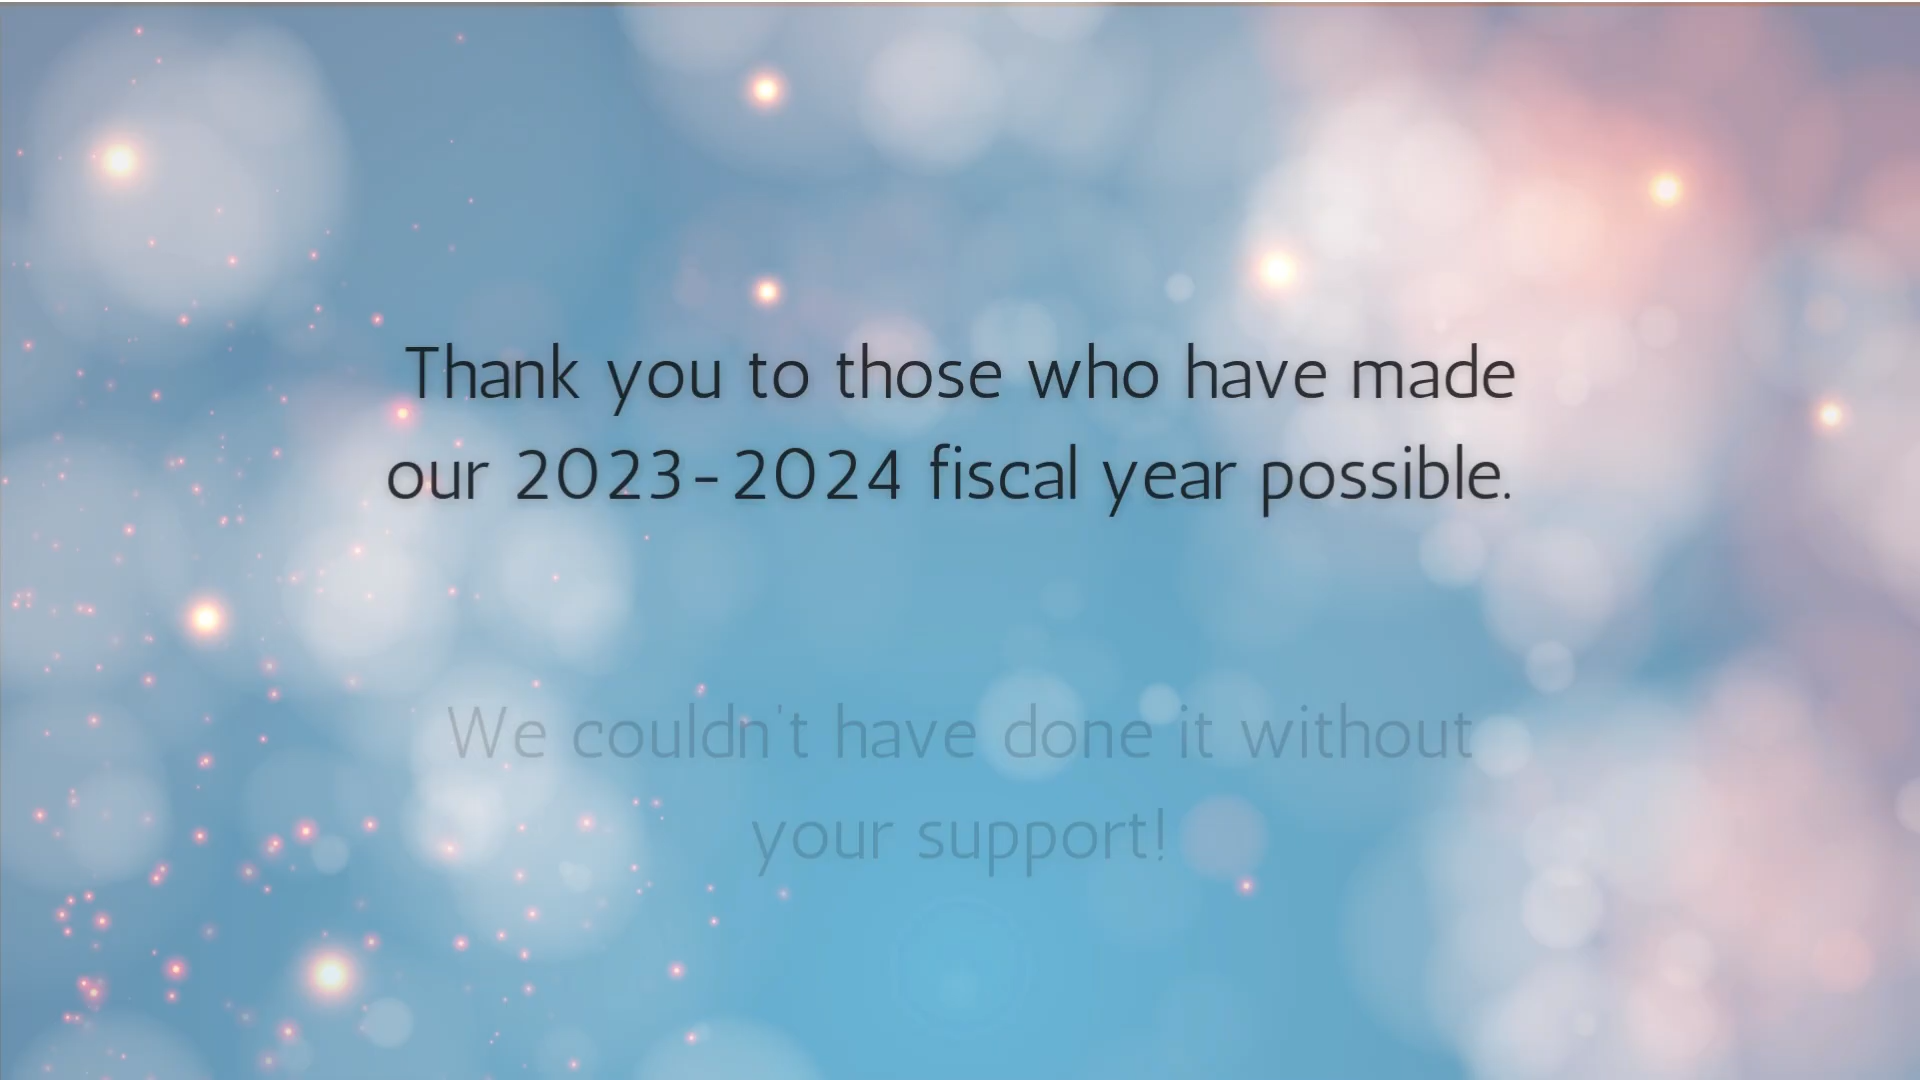 Thank you to those who have made
our 2023-2024 fiscal year possible.
We couldn't have done it without
your support!